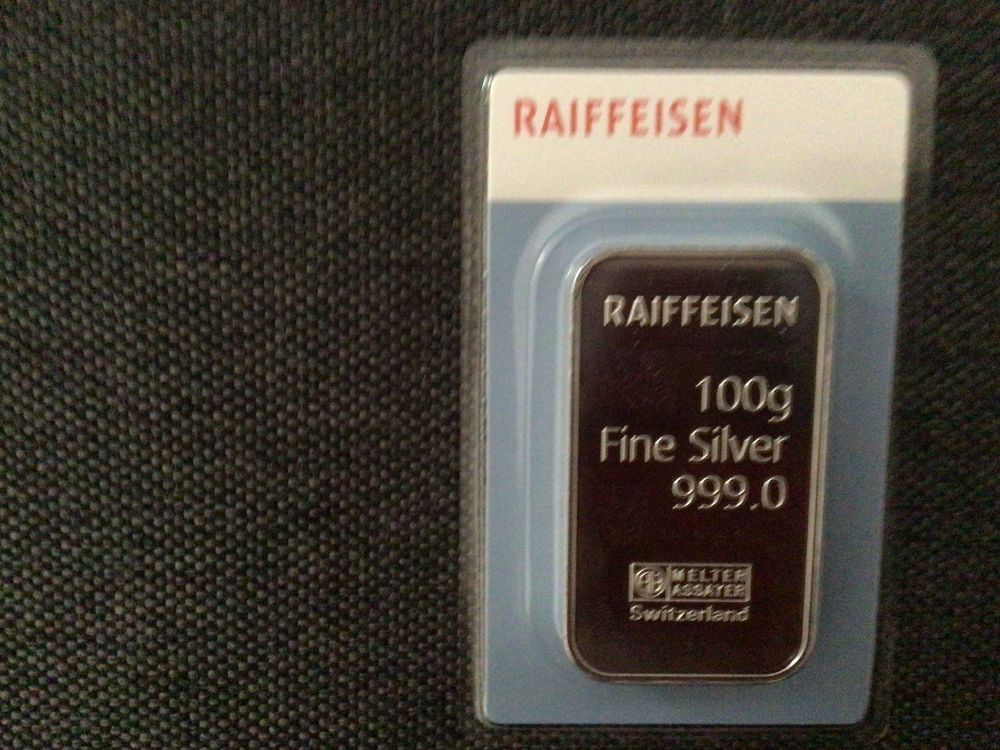 RAIFFEISEN
RAIFFEISEN
100g
Fine Silver
999.0
MELTER
ASSAYER
Switzerland